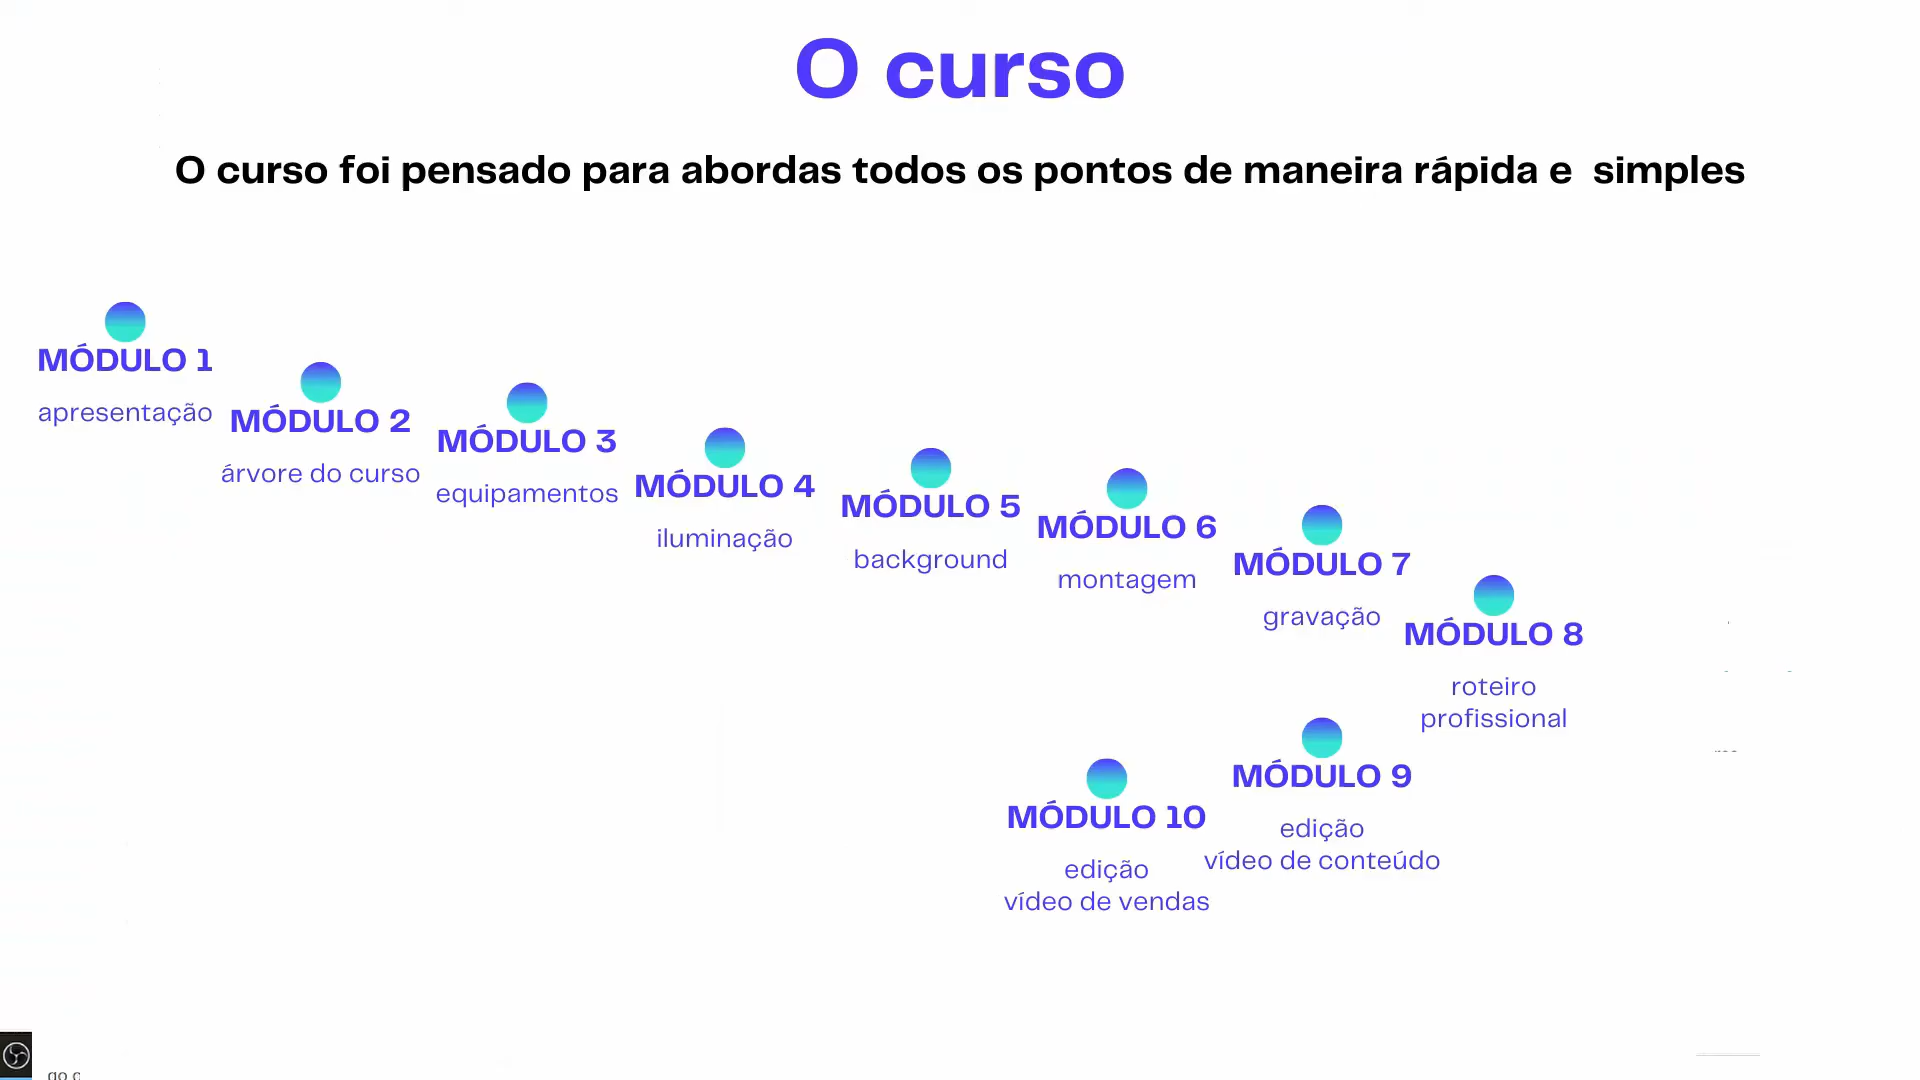 O curso
O curso foi pensado para abordas todos os pontos de maneira rápida e simples
MÓDULO 1
apresentação
MÓDULO 2
árvore do curso
MÓDULO 3
equipamentos
MÓDULO 4
iluminação
MÓDULO 5
background
MÓDULO 6
montagem
MÓDULO 7
gravação
MÓDULO 8
roteiro
profissional
MÓDULO 9
edição
vídeo de conteúdo
MÓDULO 10
edição
vídeo de vendas